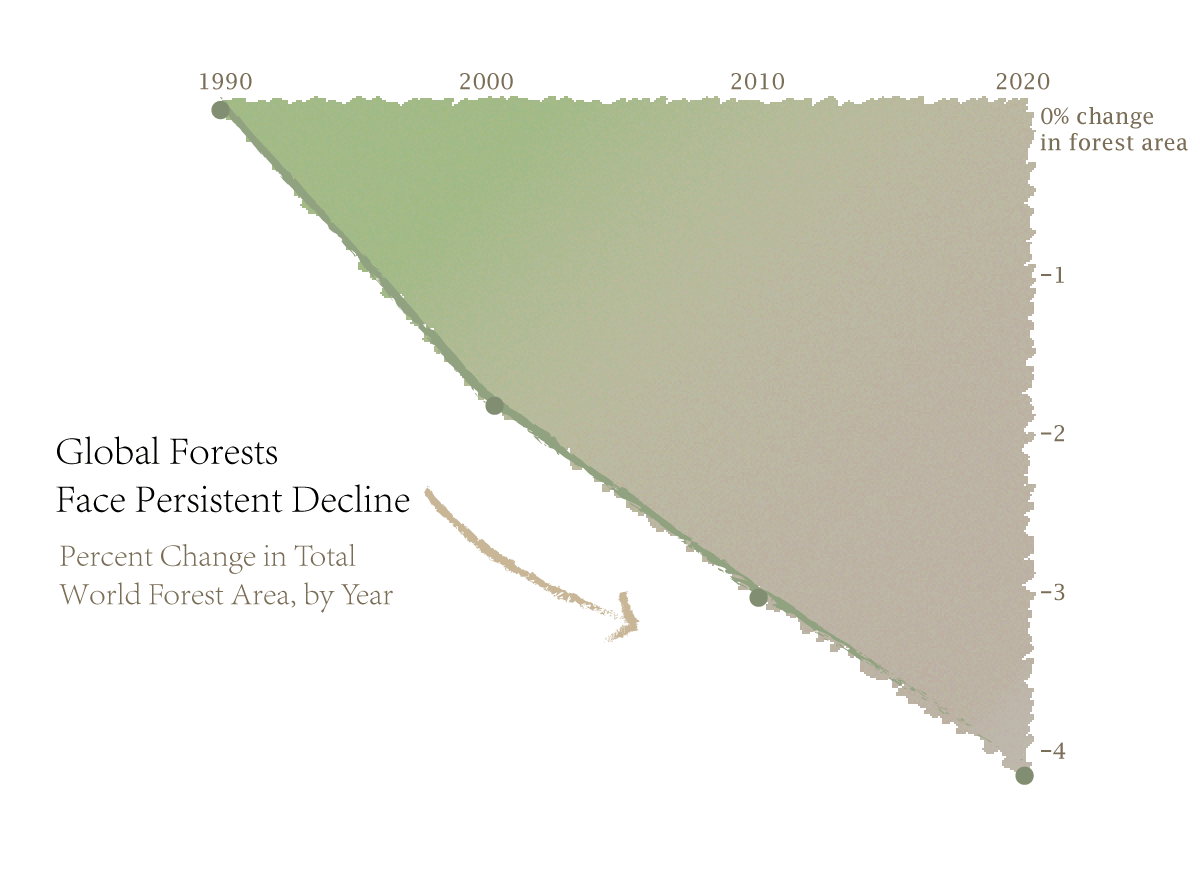 1990 2000 2010 2020
0% change
in forest area
−1
−2
Global Forests
Face Persistent Decline
Percent Change in Total
World Forest Area, by Year
−3
−4